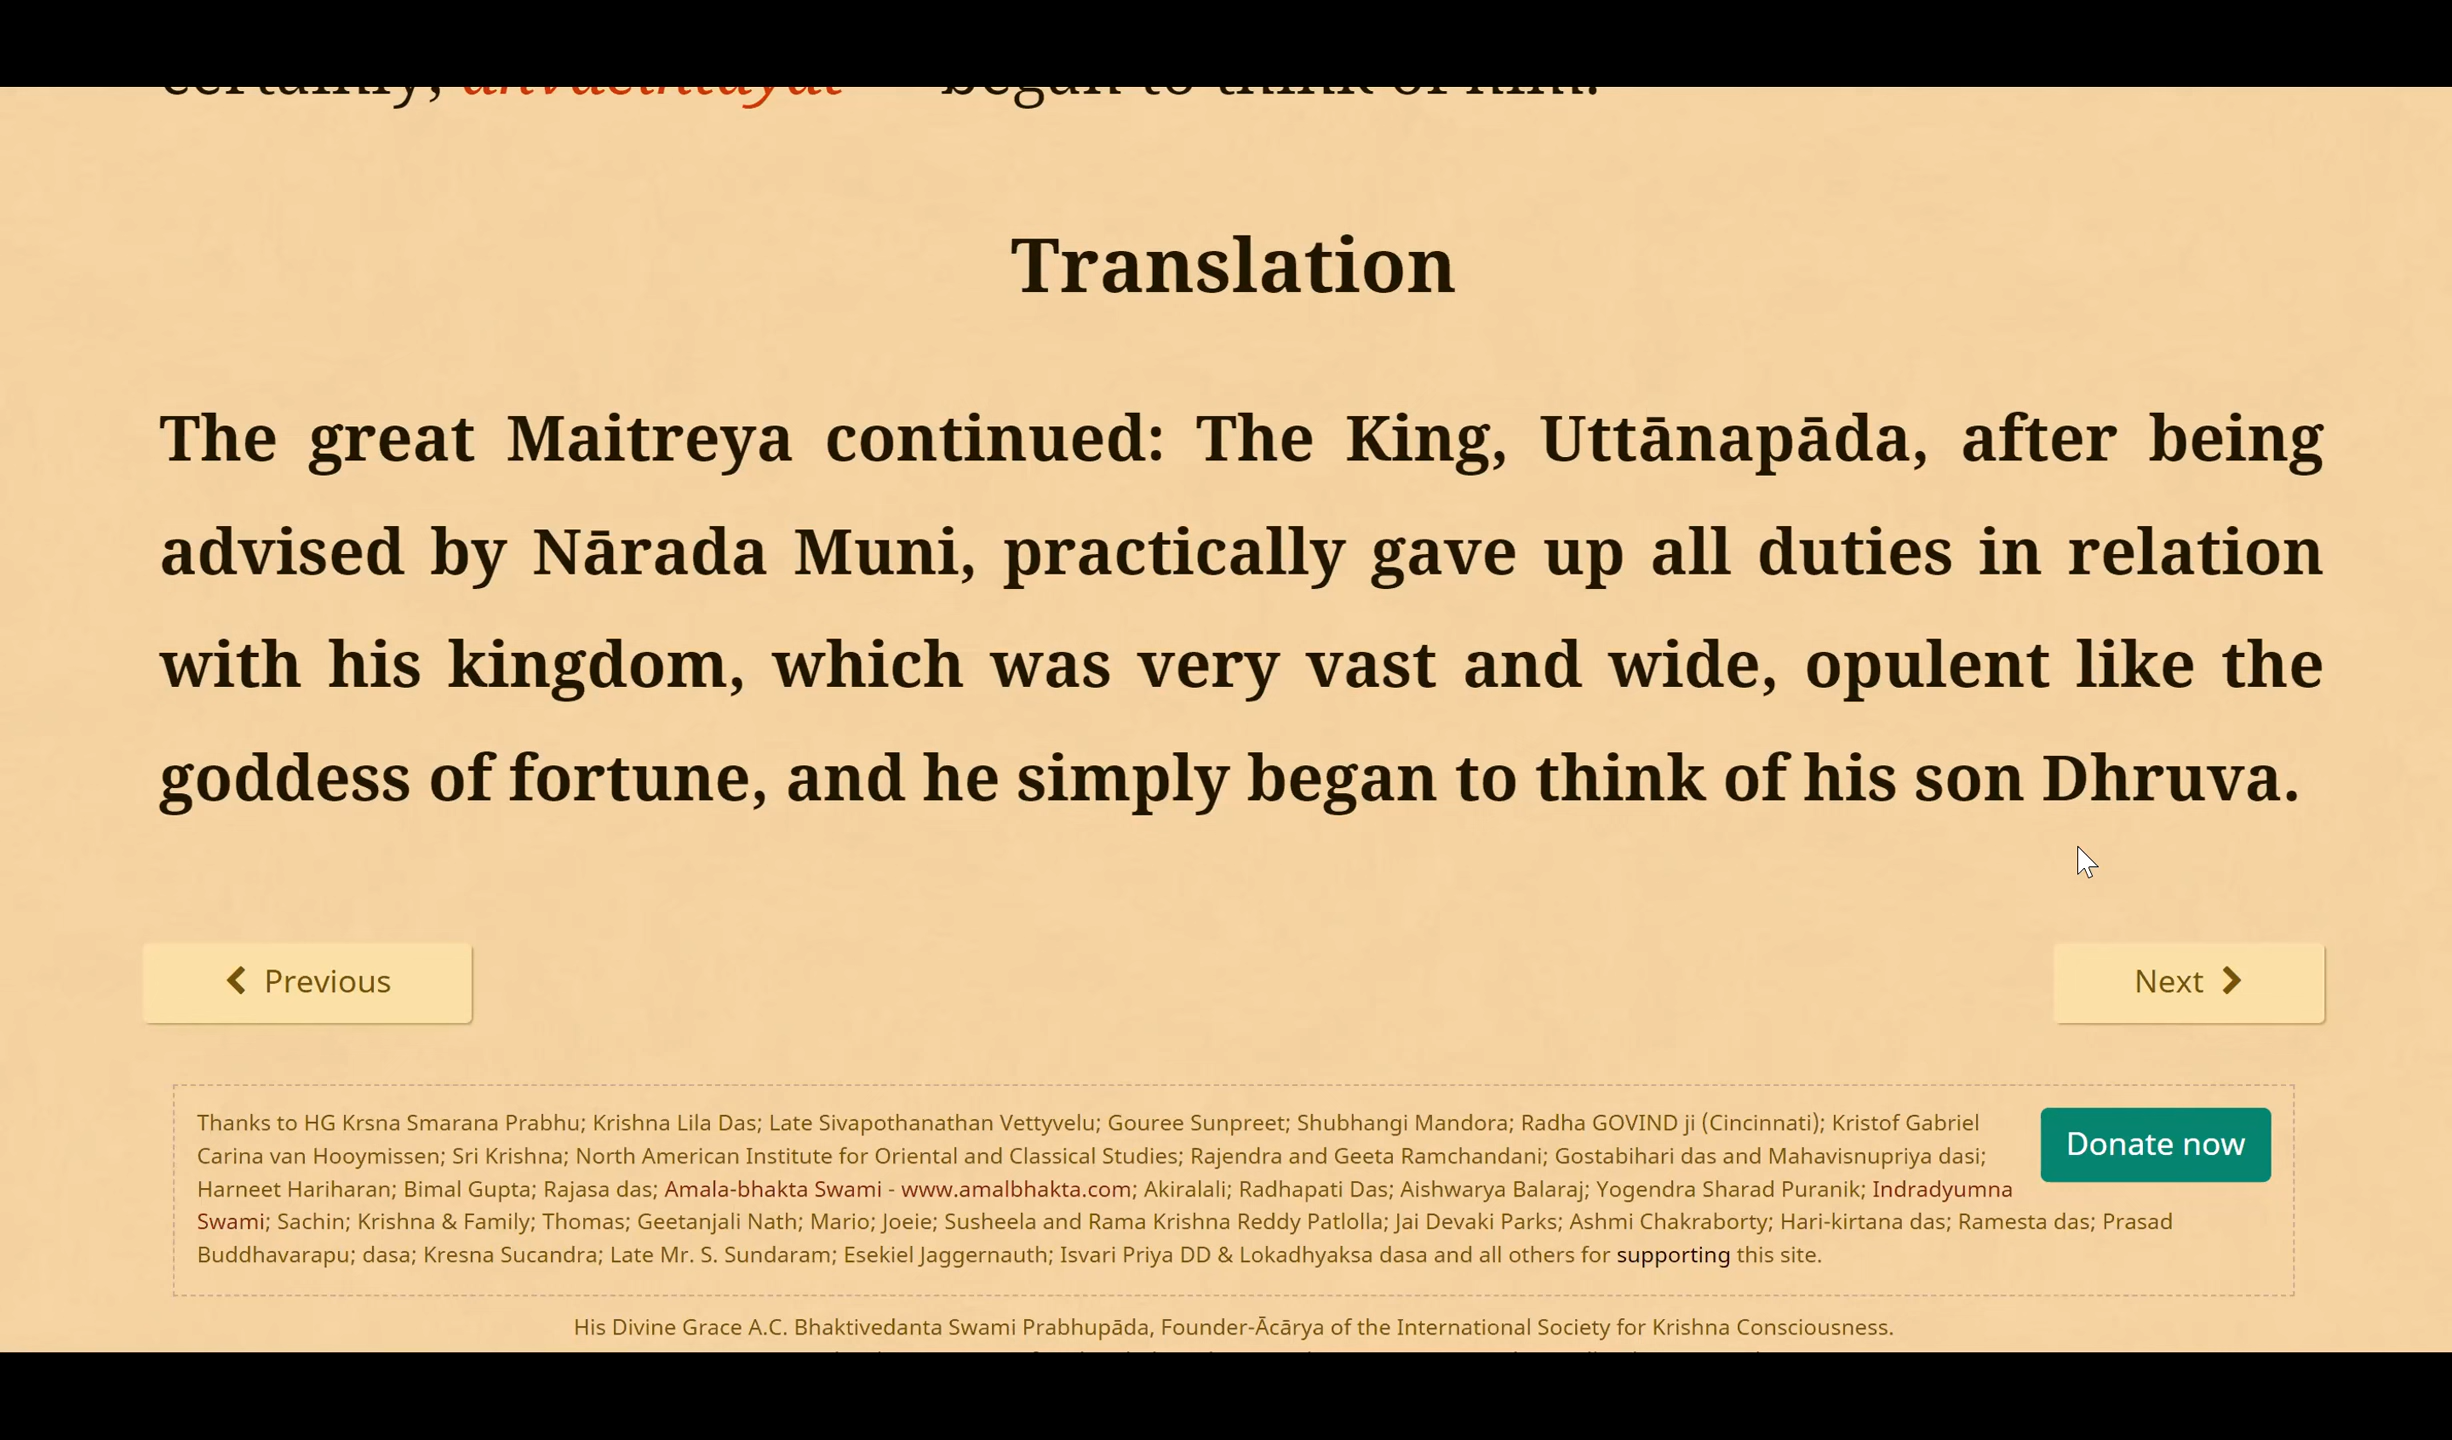 certainly; anvacintayat — began to think of him.
Translation
The great Maitreya continued: The King, Uttānapāda, after being
advised by Nārada Muni, practically gave up all duties in relation
with his kingdom, which was very vast and wide, opulent like the
goddess of fortune, and he simply began to think of his son Dhruva.
Previous
Next
Thanks to HG Krsna Smarana Prabhu; Krishna Lila Das; Late Sivapothanathan Vettyvelu; Gouree Sunpreet; Shubhangi Mandora; Radha GOVIND ji (Cincinnati); Kristof Gabriel
Carina van Hooymissen; Sri Krishna; North American Institute for Oriental and Classical Studies; Rajendra and Geeta Ramchandani; Gostabihari das and Mahavisnupriya dasi;
Harneet Hariharan; Bimal Gupta; Rajasa das; Amala-bhakta Swami - www.amalbhakta.com; Akiralali; Radhapati Das; Aishwarya Balaraj; Yogendra Sharad Puranik; Indradyumna
Swami; Sachin; Krishna & Family; Thomas; Geetanjali Nath; Mario; Joeie; Susheela and Rama Krishna Reddy Patlolla; Jai Devaki Parks; Ashmi Chakraborty; Hari-kirtana das; Ramesta das; Prasad
Buddhavarapu; dasa; Kresna Sucandra; Late Mr. S. Sundaram; Esekiel Jaggernauth; Isvari Priya DD & Lokadhyaksa dasa and all others for supporting this site.
Donate now
His Divine Grace A.C. Bhaktivedanta Swami Prabhupāda, Founder-Ācārya of the International Society for Krishna Consciousness.